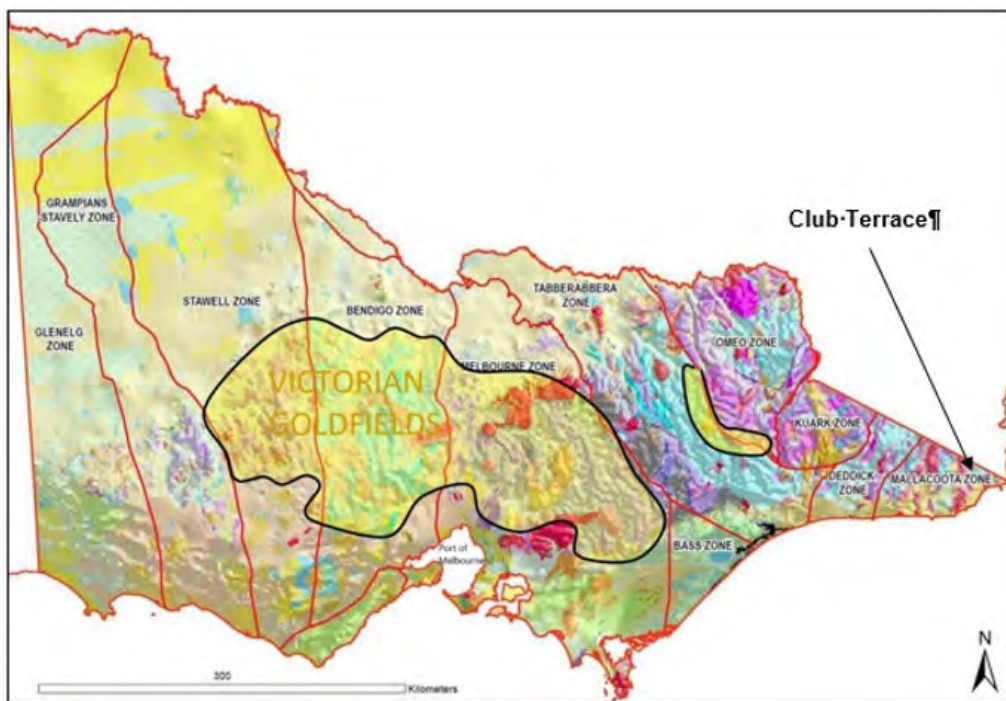 GRAMPIANS
STAVELY ZONE
Club·Terrace¶
TABBERABBERA
ZONE
STAWELL ZONE
BENDIGO ZONE
GLENELG
ZONE
OMEO ZONE
MELBOURNE ZONE
VICTORIAN
GOLDFIELDS
KUARK ZONE
DEDDICK
ZONE
MALLACOOTA ZONE
BASS ZONE
Port of
Melbourne
N
300
Kilometers